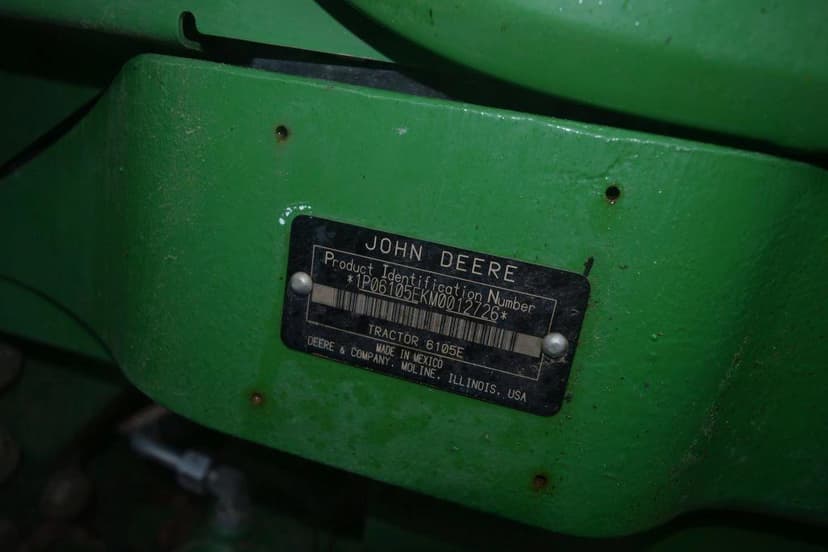 JOHN DEERE
Product Identification Number
*1P06105EKM0012726*
TRACTOR 6105E
MADE IN MEXICO
DEERE & COMPANY, MOLINE, ILLINOIS, USA